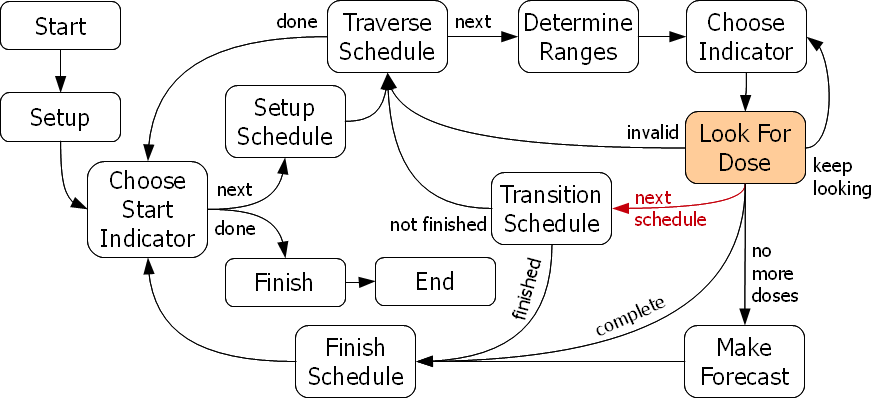 Start
Setup
done
Traverse
Schedule
next
Determine
Ranges
Choose
Indicator
Setup
Schedule
invalid
Look For
Dose
keep
looking
Choose
Start
Indicator
next
done
Transition
Schedule
not finished
next
schedule
Finish
End
finished
complete
no
more
doses
Finish
Schedule
Make
Forecast